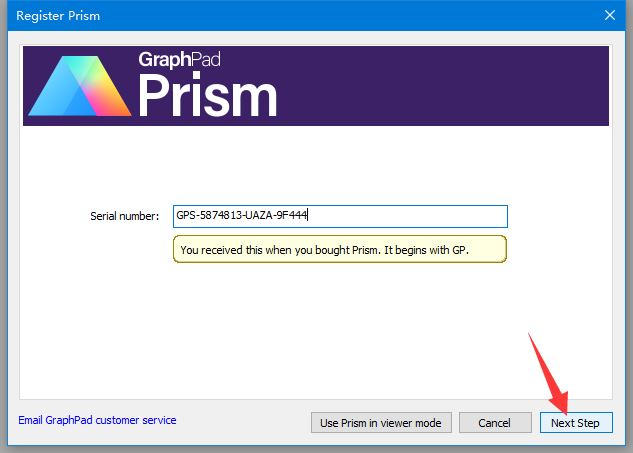 Register Prism
GraphPad
Prism
Serial number: GPS-5874813-UAZA-9F444
You received this when you bought Prism. It begins with GP.
Email GraphPad customer service
Use Prism in viewer mode
Cancel
Next Step